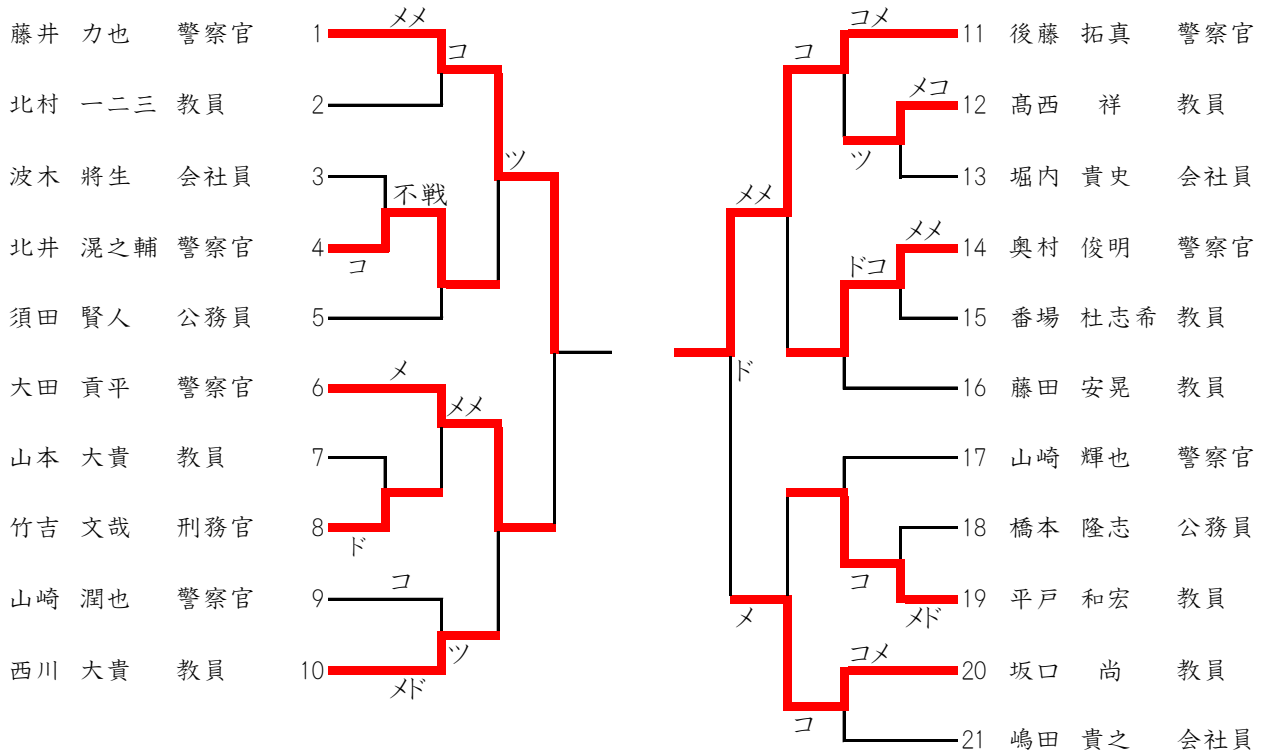 メメ
藤井 力也 警察官 1
コ
北村 一二三 教員 2
ツ
波木 將生 会社員 3
不戦
北井 滉之輔 警察官 4
コ
須田 賢人 公務員 5
メ
大田 貢平 警察官 6
メメ
山本 大貴 教員 7
竹吉 文哉 刑務官 8
ド
コ
山崎 潤也 警察官 9
ツ
西川 大貴 教員 10
メド
コメ
11 後藤 拓真 警察官
コ
メコ
12 髙西 祥 教員
ツ
13 堀内 貴史 会社員
メメ
メメ
14 奥村 俊明 警察官
ドコ
15 番場 杜志希 教員
ド
16 藤田 安晃 教員
17 山崎 輝也 警察官
18 橋本 隆志 公務員
コ
19 平戸 和宏 教員
メ
メド
コメ
20 坂口 尚 教員
コ
21 嶋田 貴之 会社員